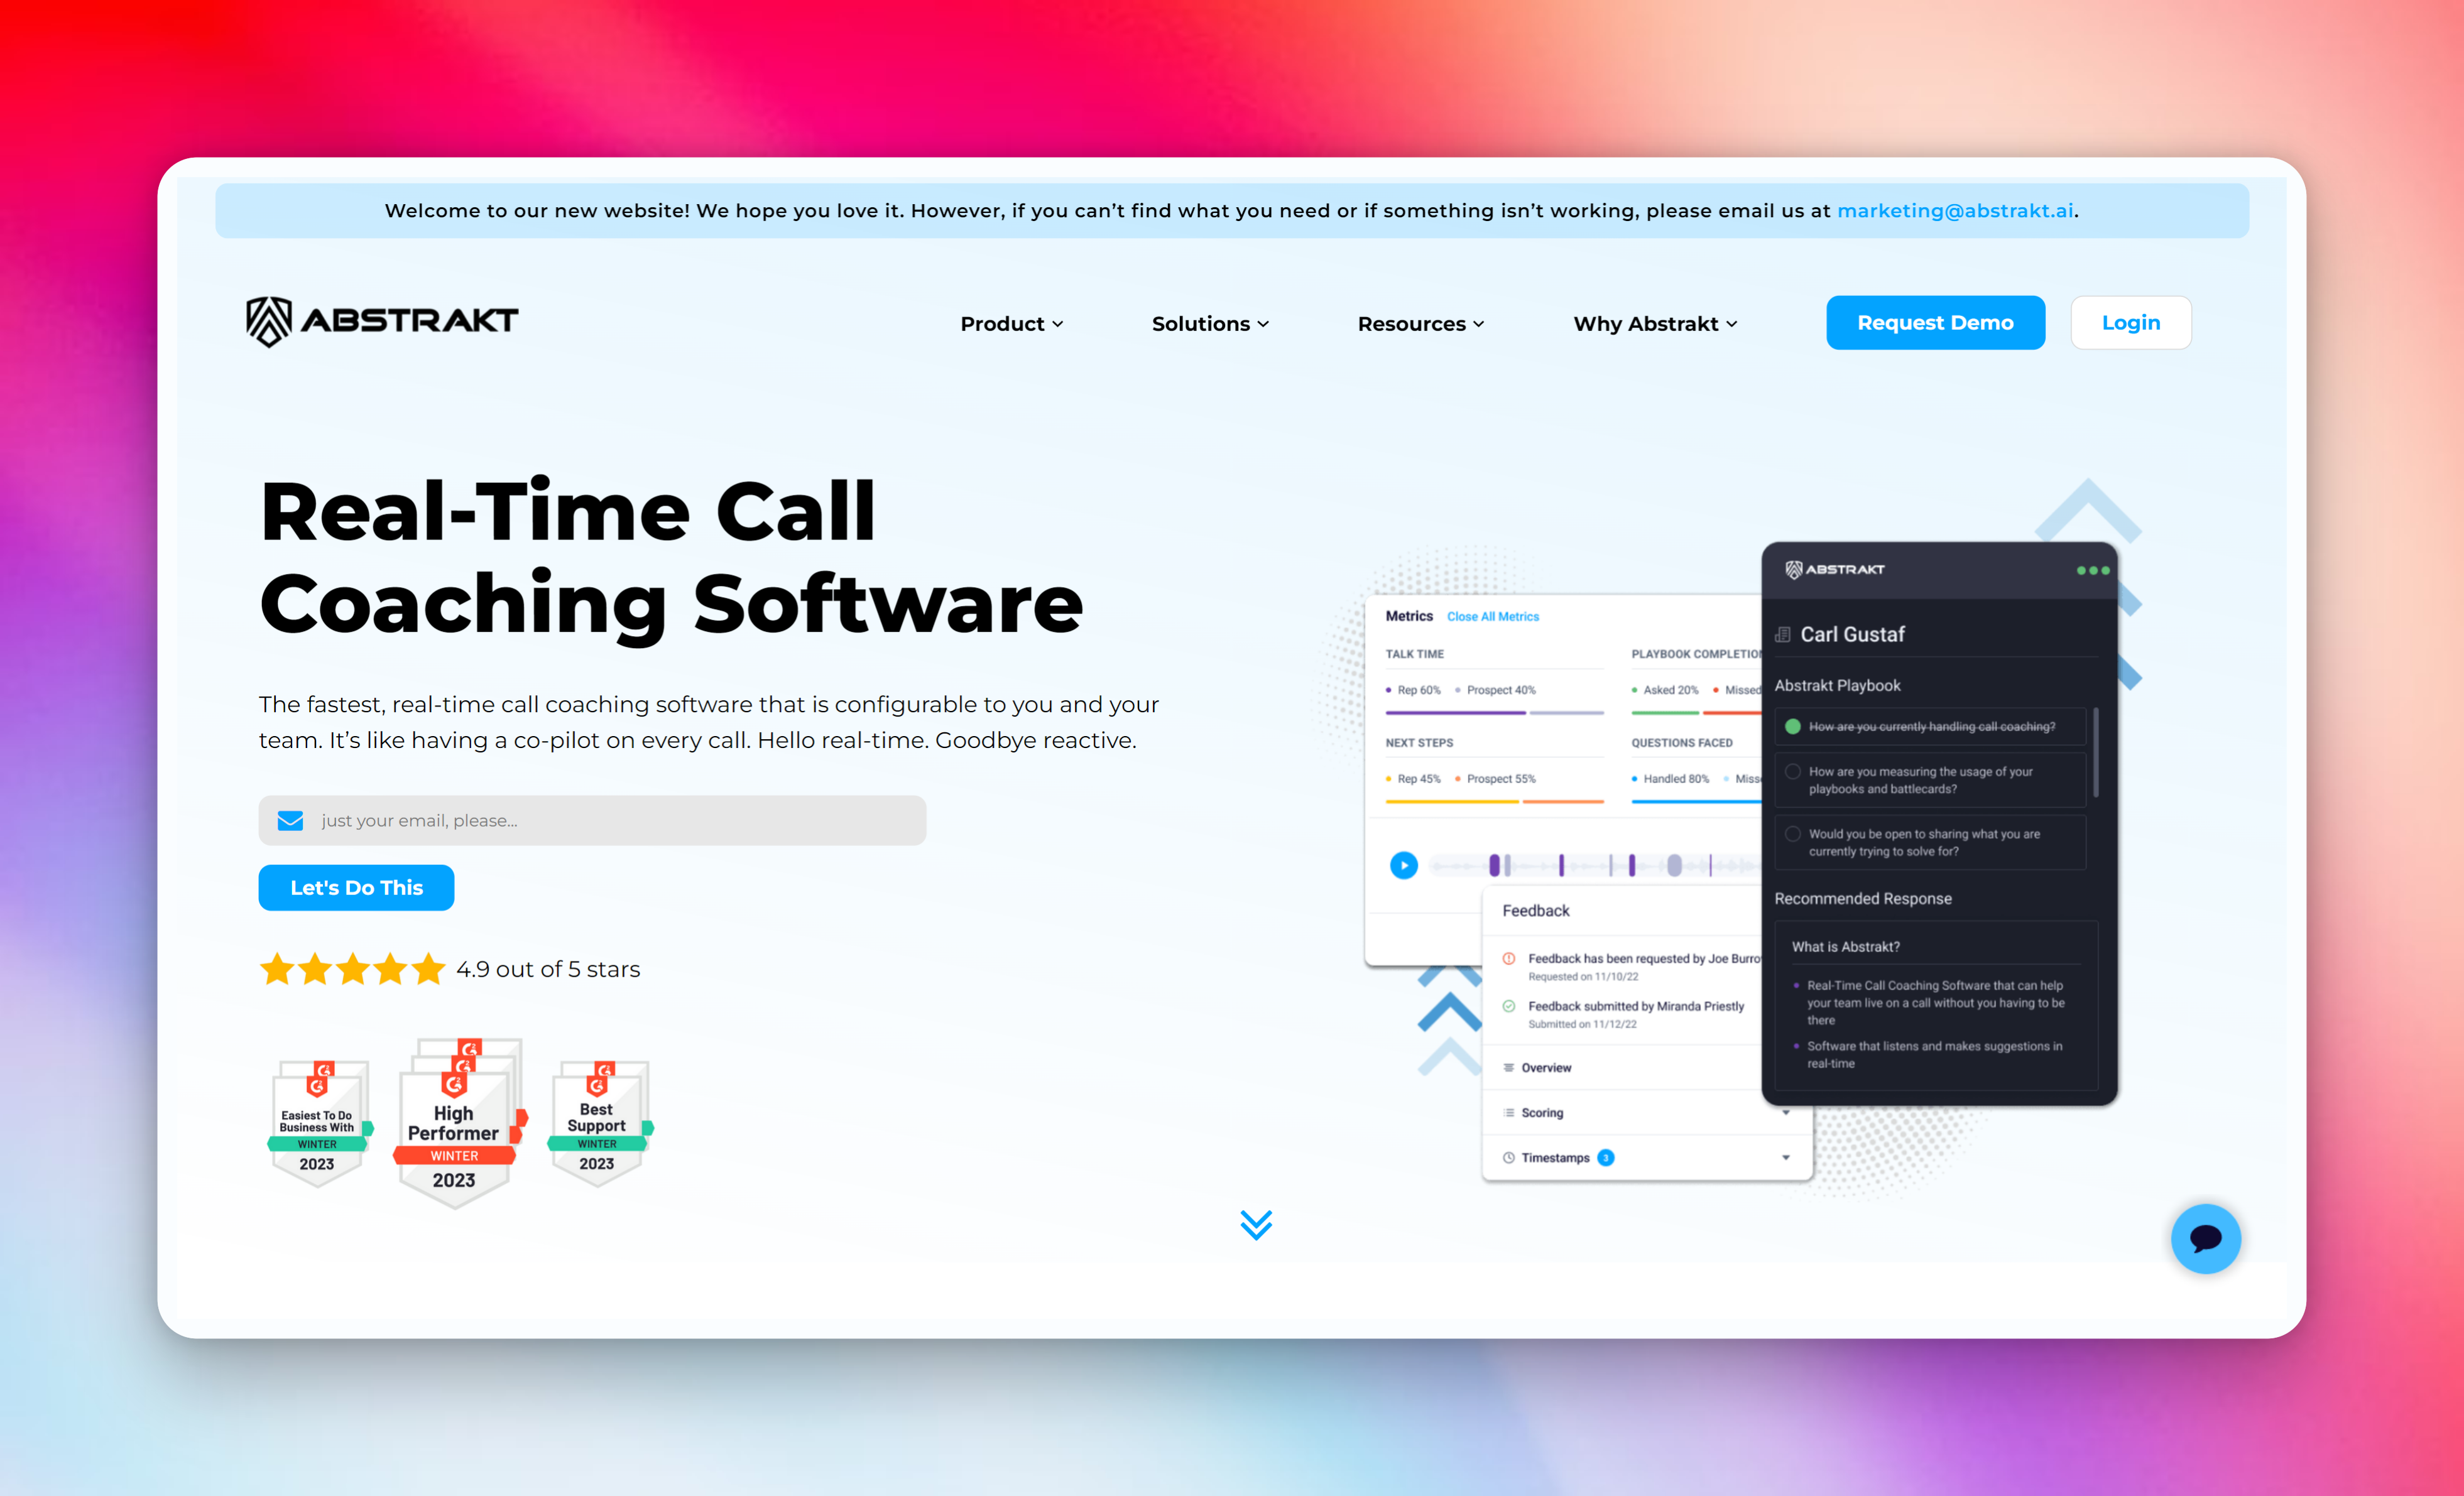 Welcome to our new website! We hope you love it. However, if you can’t find what you need or if something isn’t working, please email us at marketing@abstrakt.ai.
ABSTRAKT
Product
Solutions
Resources
Why Abstrakt
Request Demo
Login
Real-Time Call
Coaching Software
The fastest, real-time call coaching software that is configurable to you and your
team. It’s like having a co-pilot on every call. Hello real-time. Goodbye reactive.
just your email, please...
Let's Do This
4.9 out of 5 stars
Easiest To Do
Business With
WINTER
2023
High
Performer
WINTER
2023
Best
Support
WINTER
2023
Metrics Close All Metrics
TALK TIME
Rep 60% Prospect 40%
PLAYBOOK COMPLETION
Asked 20% Missed
NEXT STEPS
Rep 45% Prospect 55%
QUESTIONS FACED
Handled 80% Miss
Feedback
Feedback has been requested by Joe Burro
Requested on 11/10/22
Feedback submitted by Miranda Priestly
Submitted on 11/12/22
Overview
Scoring
Timestamps 3
ABSTRAKT
Carl Gustaf
Abstrakt Playbook
How are you currently handling call coaching?
How are you measuring the usage of your
playbooks and battlecards?
Would you be open to sharing what you are
currently trying to solve for?
Recommended Response
What is Abstrakt?
Real-Time Call Coaching Software that can help
your team live on a call without you having to be
there
Software that listens and makes suggestions in
real-time